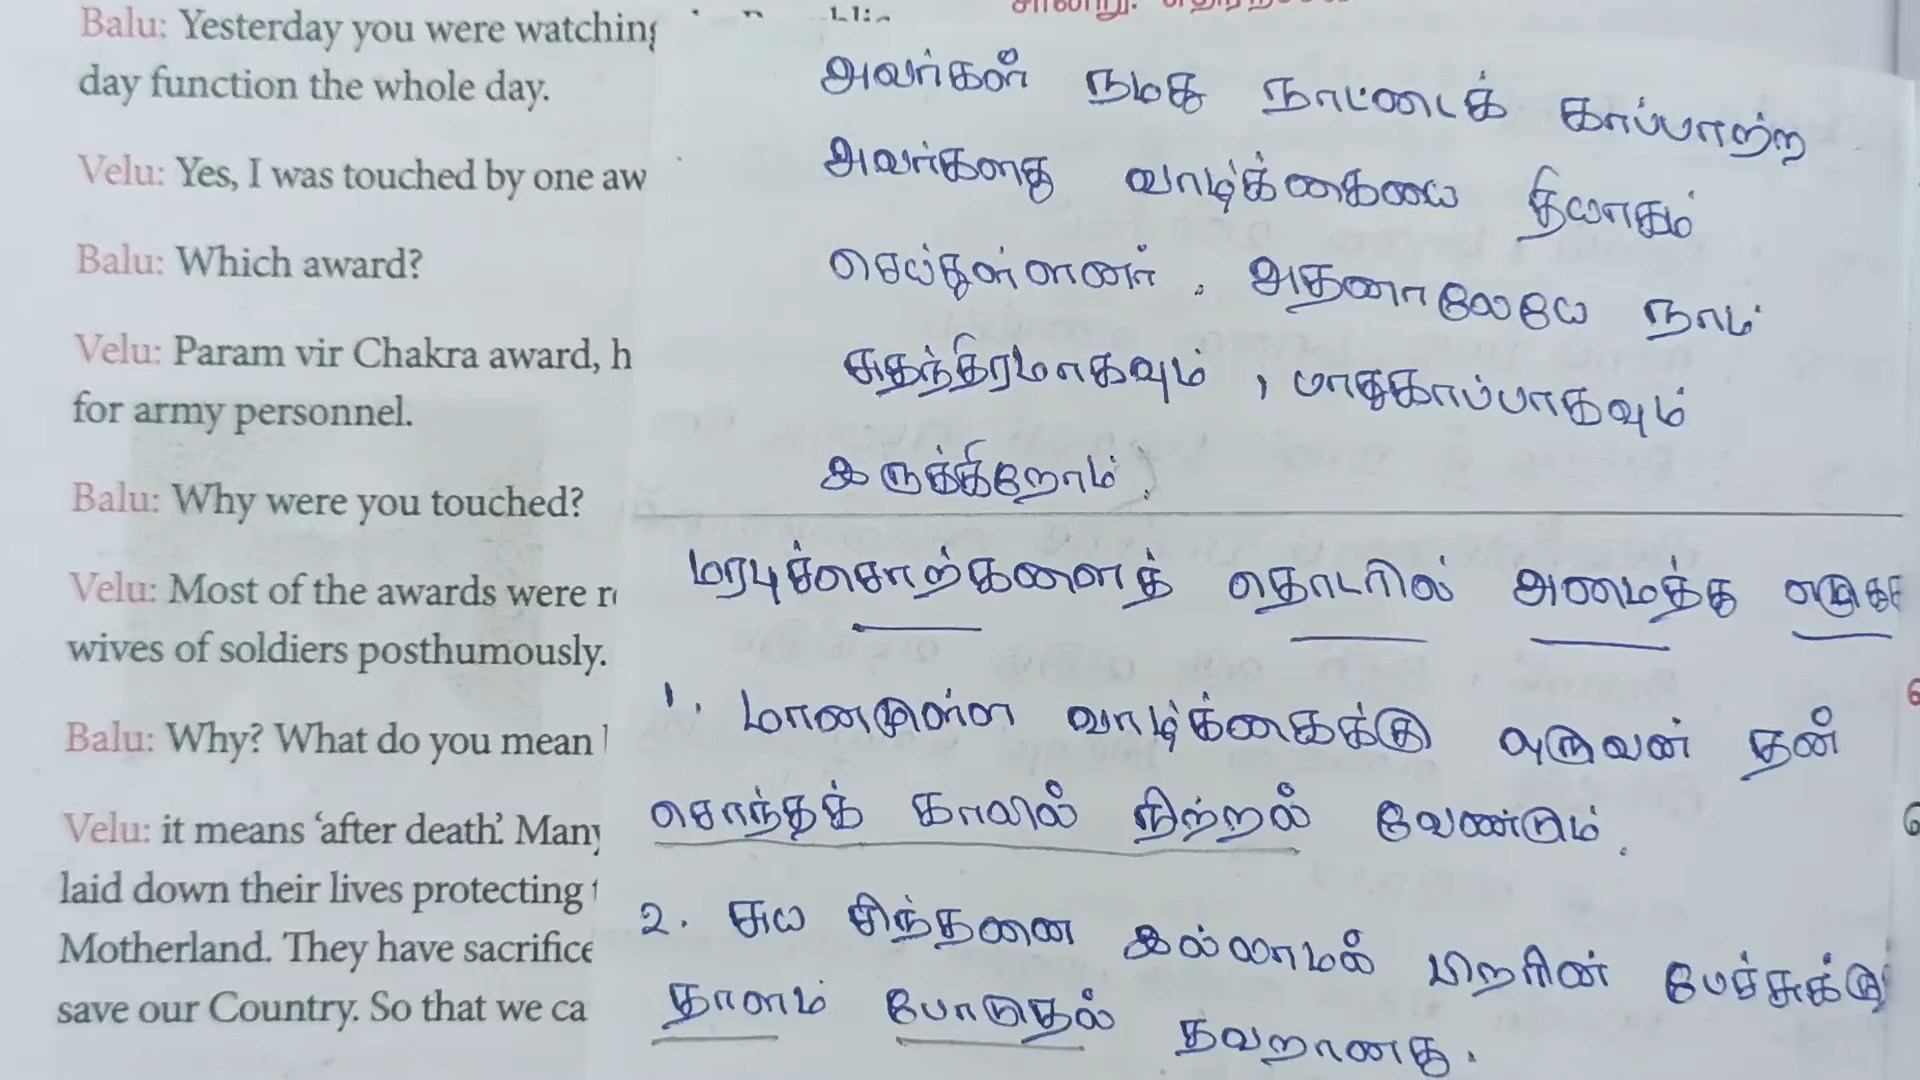 Balu: Yesterday you were watching
day function the whole day.
Velu: Yes, I was touched by one aw
Balu: Which award?
Velu: Param vir Chakra award, h
for army personnel.
Balu: Why were you touched?
Velu: Most of the awards were re
wives of soldiers posthumously.
Balu: Why? What do you mean
Velu: it means ‘after death’. Many
laid down their lives protecting
Motherland. They have sacrifice
save our Country. So that we ca
அவர்கள் நமது நாட்டைக் காப்பாற்ற
அவர்களது வாழ்க்கையை தியாகம்
செய்துள்ளனர். அதனாலேயே நாம்
சுதந்திரமாகவும், பாதுகாப்பாகவும்
இருக்கிறோம்.
மரபுச்சொற்களைத் தொடரில் அமைத்து எழுதுக
1. மானமுள்ள வாழ்க்கைக்கு ஒருவன் தன்
சொந்தக் காலில் நிற்றல் வேண்டும்.
2. சுய சிந்தனை இல்லாமல் பிறரின் பேச்சுக்கு
தாளம் போடுதல் தவறானது.